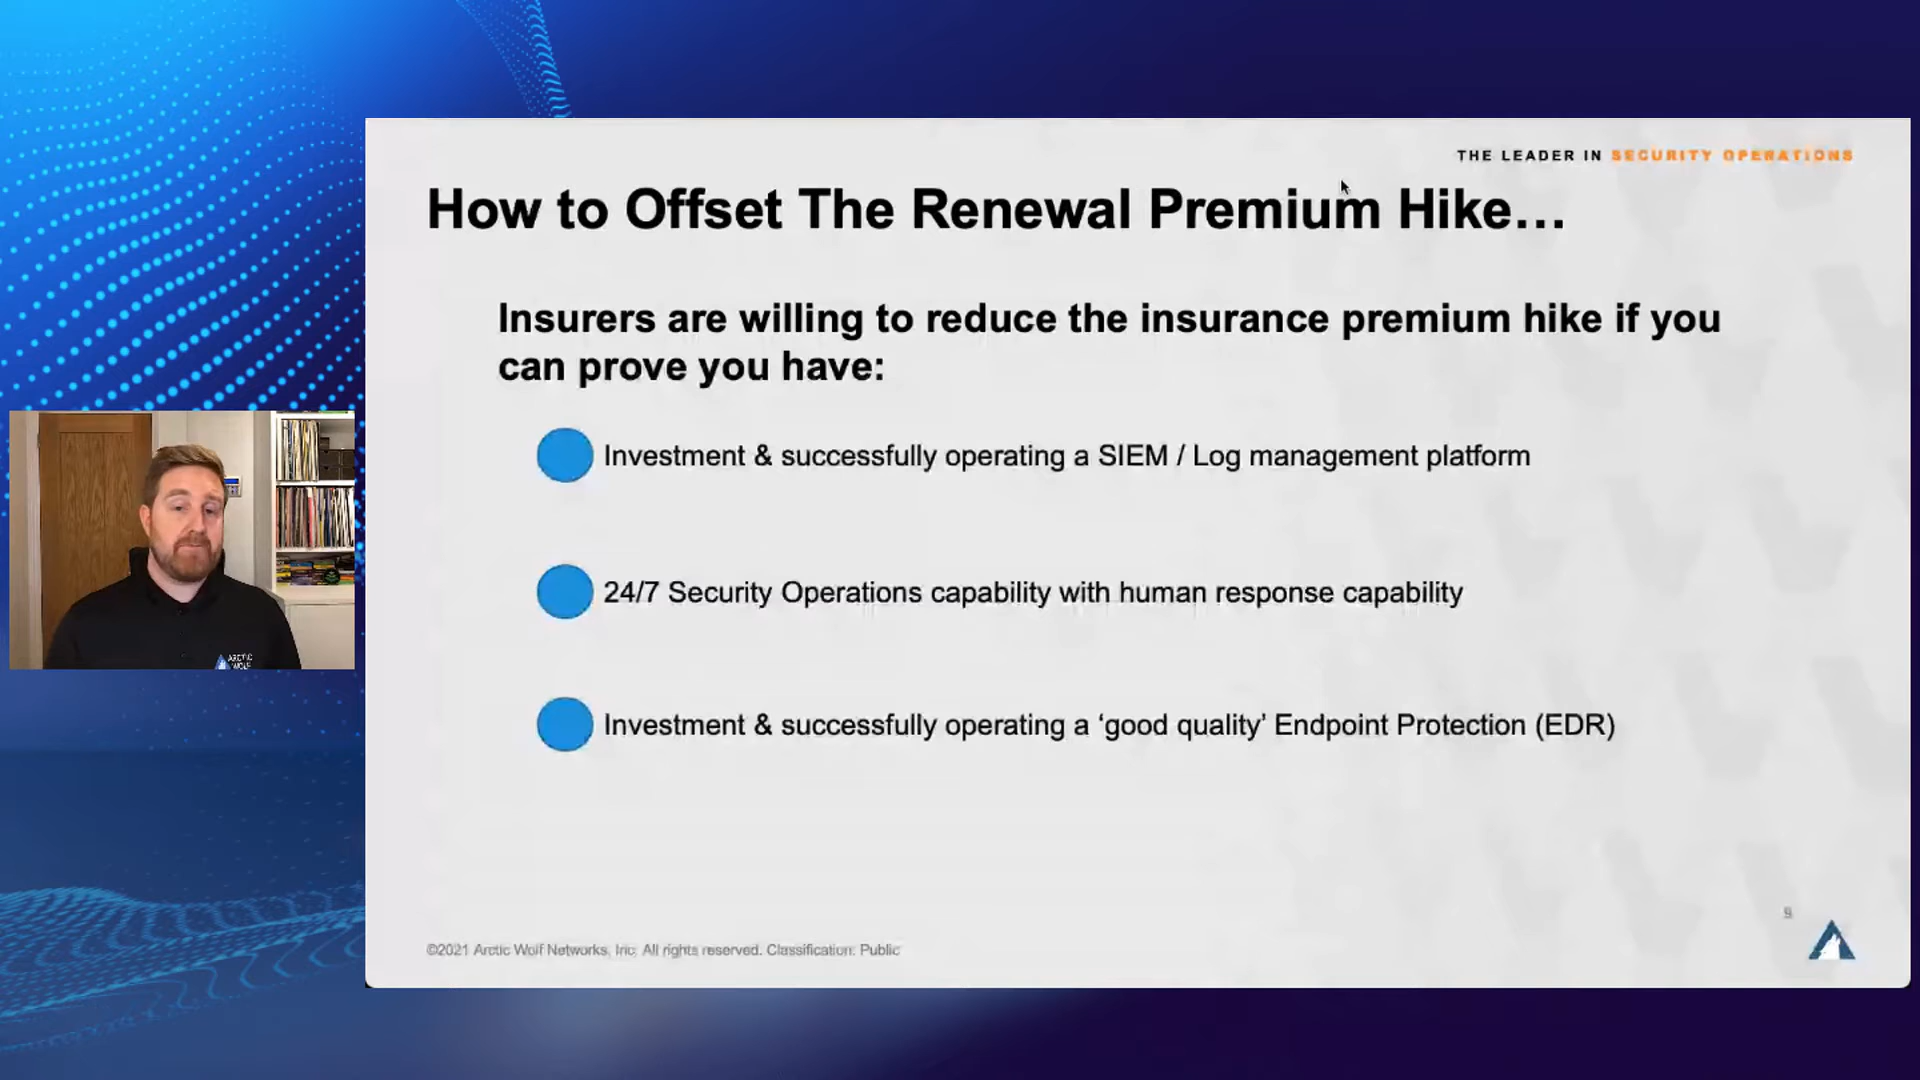 THE LEADER IN SECURITY OPERATIONS
How to Offset The Renewal Premium Hike…
Insurers are willing to reduce the insurance premium hike if you
can prove you have:
Investment & successfully operating a SIEM / Log management platform
24/7 Security Operations capability with human response capability
Investment & successfully operating a ‘good quality’ Endpoint Protection (EDR)
ARCTIC
WOLF
9
©2021 Arctic Wolf Networks, Inc. All rights reserved. Classification: Public